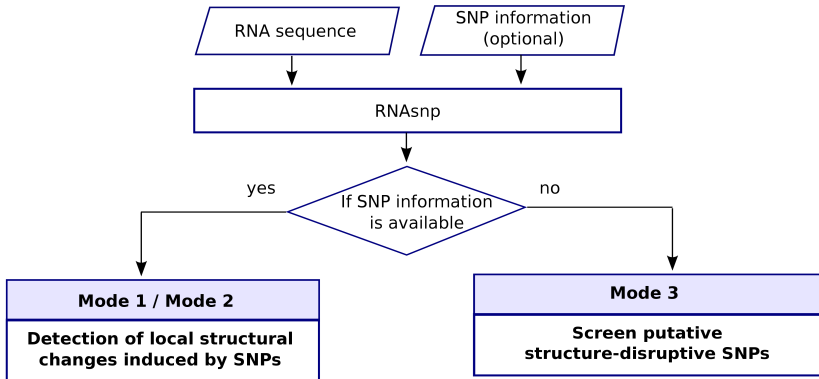 RNA sequence
SNP information
(optional)
RNAsnp
If SNP information
is available
yes
no
Mode 1 / Mode 2
Detection of local structural
changes induced by SNPs
Mode 3
Screen putative
structure-disruptive SNPs